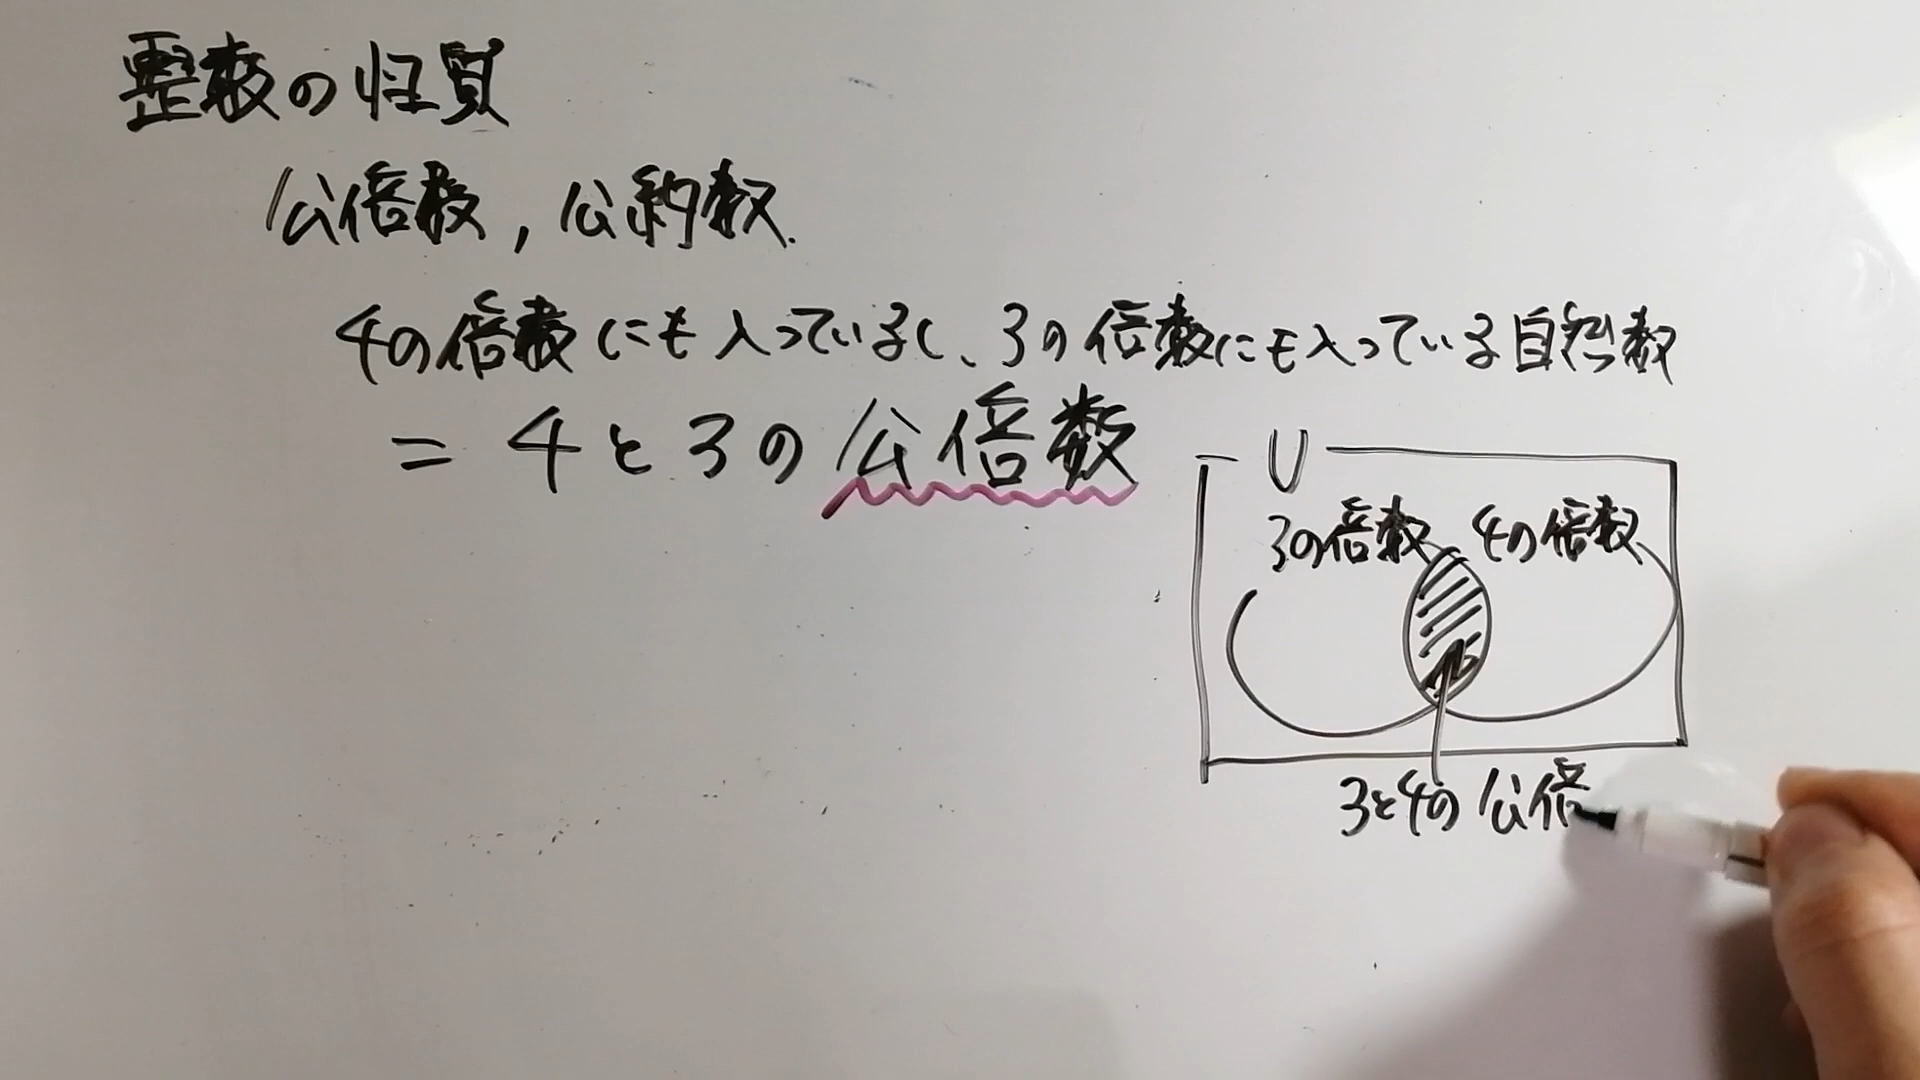 整数の性質
公倍数, 公約数.
4の倍数にも入っているし、3の倍数にも入っている自然数
= 4と3の公倍数
U
3の倍数 4の倍数
3と4の公倍